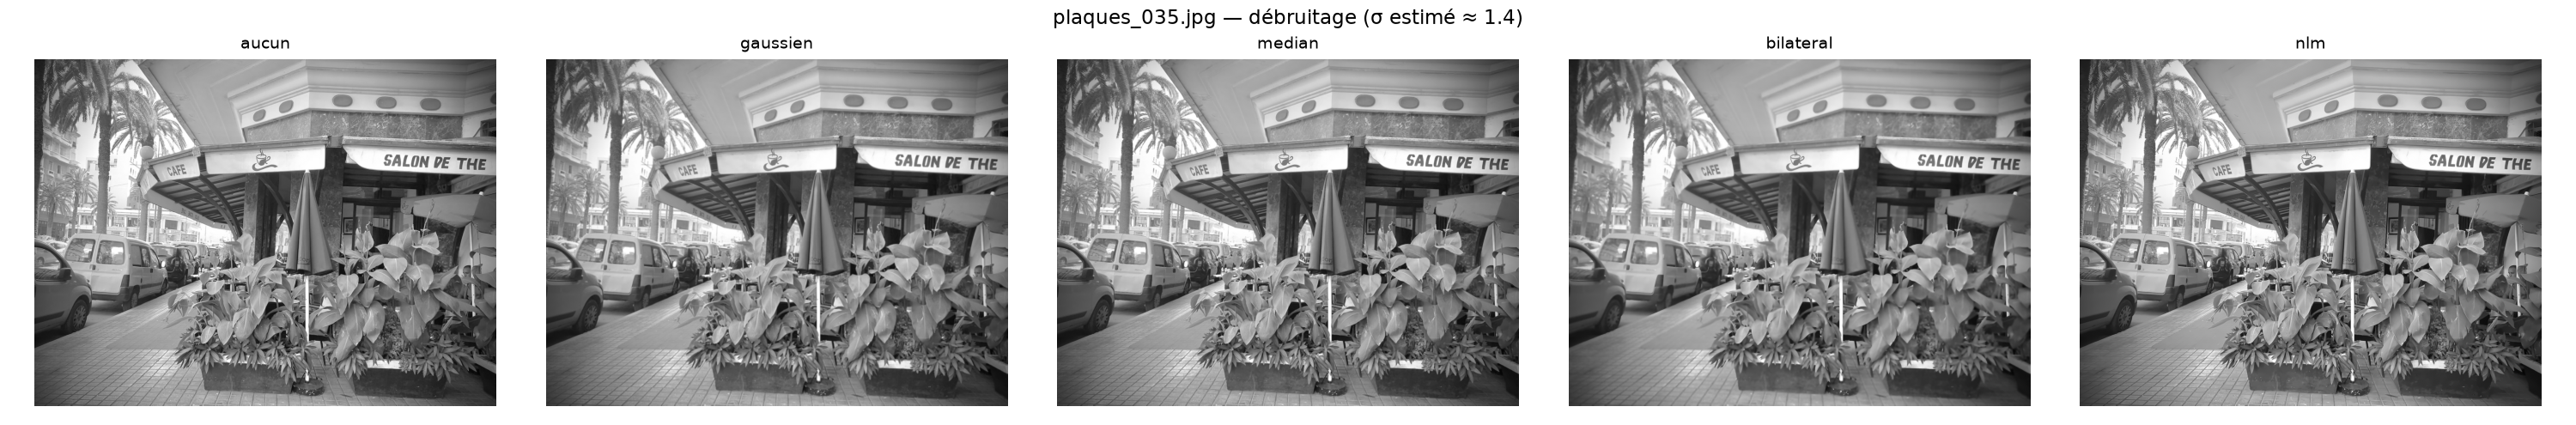 plaques_035.jpg — débruitage (σ estimé ≈ 1.4)
aucun
gaussien
median
bilateral
nlm
CAFE
SALON DE THE
CAFE
SALON DE THE
CAFE
SALON DE THE
CAFE
SALON DE THE
CAFE
SALON DE THE